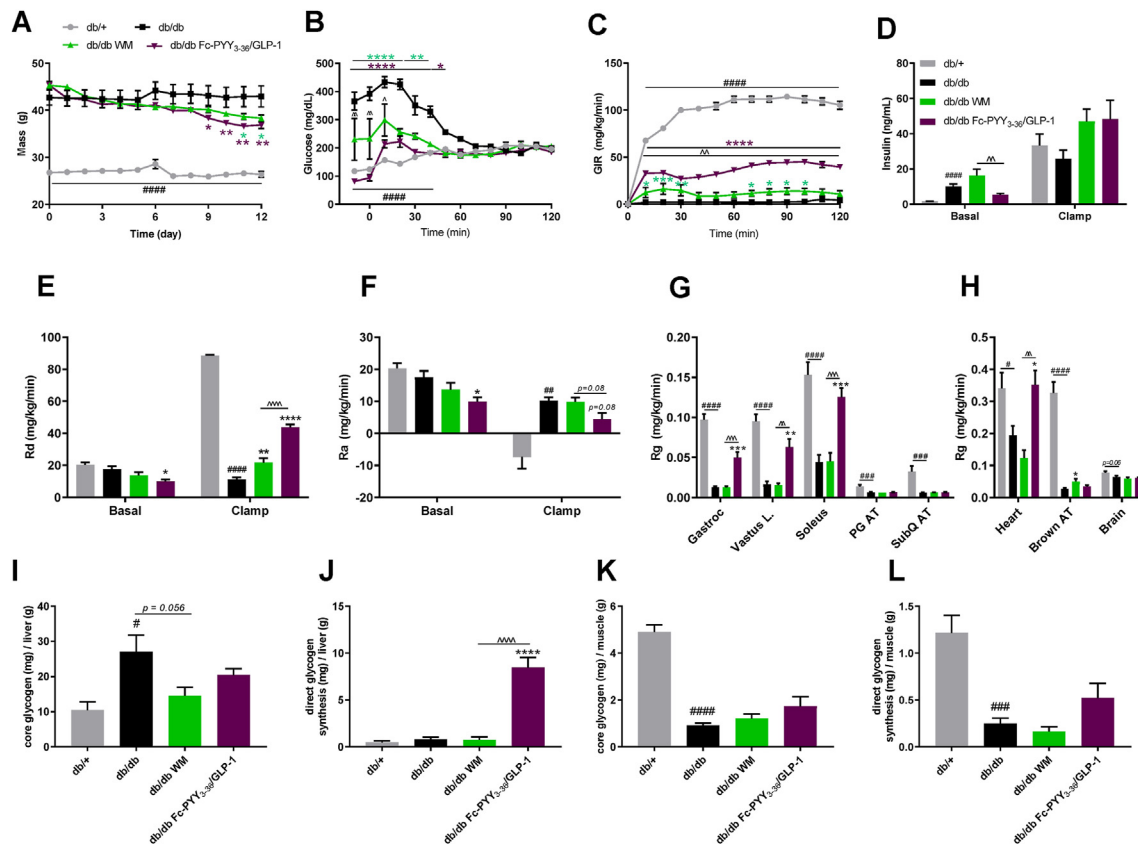 A
db/+
db/db
db/db WM
db/db Fc-PYY3-36/GLP-1
Mass (g)
50
40
30
20
0
3
6
9
12
*
**
*
**
*
**
####
Time (day)
B
****
**
****
*
Glucose (mg/dL)
500
400
300
200
100
0
^
####
0
30
60
90
120
Time (min)
C
GIR (mg/kg/min)
150
100
50
0
####
****
^^
*
***
**
*
*
*
*
0
30
60
90
120
Time (min)
D
db/+
db/db
db/db WM
db/db Fc-PYY3-36/GLP-1
Insulin (ng/mL)
80
60
40
20
0
####
^^
Basal
Clamp
E
Rd (mg/kg/min)
100
80
60
40
20
0
*
####
**
^^^^
****
Basal
Clamp
F
Ra (mg/kg/min)
30
20
10
0
-10
-20
*
##
p=0.08
p=0.08
Basal
Clamp
G
Rg (mg/kg/min)
0.20
0.15
0.10
0.05
0.00
####
^^^
***
####
^^
**
####
^^^
***
###
###
Gastroc
Vastus L.
Soleus
PG AT
SubQ AT
H
Rg (mg/kg/min)
0.5
0.4
0.3
0.2
0.1
0.0
#
^^
*
####
*
p=0.06
Heart
Brown AT
Brain
I
core glycogen (mg) / liver (g)
40
30
20
10
0
#
p = 0.056
db/+
db/db
db/db WM
db/db Fc-PYY3-36/GLP-1
J
direct glycogen
synthesis (mg) / liver (g)
15
10
5
0
^^^^
****
db/+
db/db
db/db WM
db/db Fc-PYY3-36/GLP-1
K
core glycogen (mg) / muscle (g)
6
4
2
0
####
db/+
db/db
db/db WM
db/db Fc-PYY3-36/GLP-1
L
direct glycogen
synthesis (mg) / muscle (g)
1.5
1.0
0.5
0.0
###
db/+
db/db
db/db WM
db/db Fc-PYY3-36/GLP-1